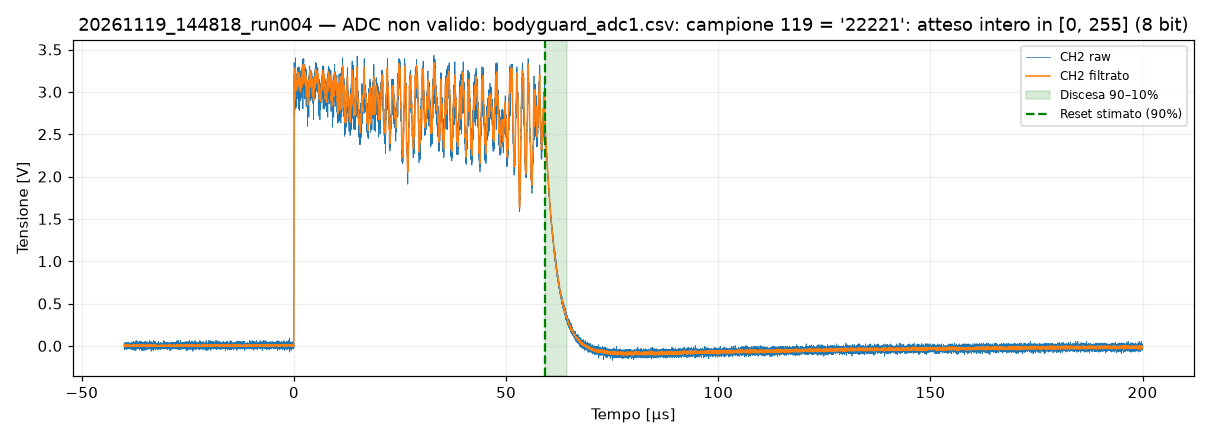 20261119_144818_run004 — ADC non valido: bodyguard_adc1.csv: campione 119 = '22221': atteso intero in [0, 255] (8 bit)
CH2 raw
CH2 filtrato
Discesa 90–10%
Reset stimato (90%)
Tensione [V]
3.5
3.0
2.5
2.0
1.5
1.0
0.5
0.0
−50
0
50
100
150
200
Tempo [µs]